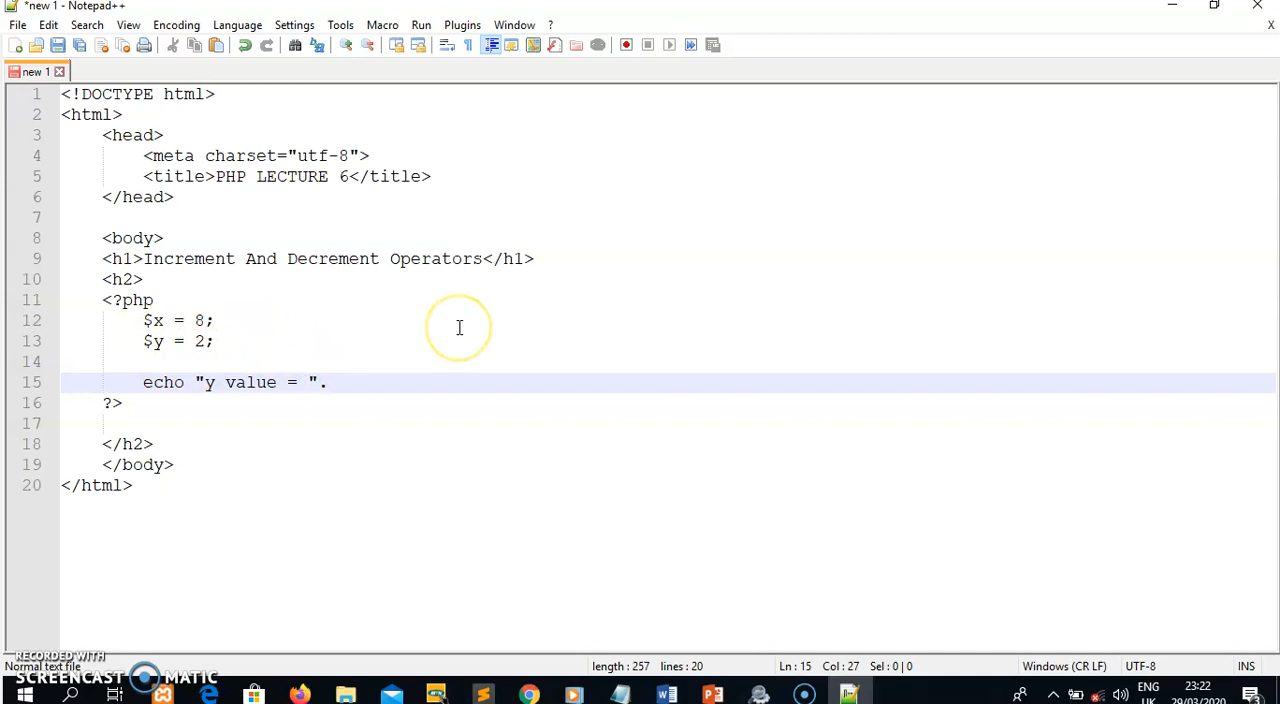 *new 1 - Notepad++
File Edit Search View Encoding Language Settings Tools Macro Run Plugins Window ? X
new 1
1 <!DOCTYPE html>
2 <html>
3 <head>
4 <meta charset="utf-8">
5 <title>PHP LECTURE 6</title>
6 </head>
7
8 <body>
9 <h1>Increment And Decrement Operators</h1>
10 <h2>
11 <?php
12 $x = 8;
13 $y = 2;
14
15 echo "y value = ".
16 ?>
17
18 </h2>
19 </body>
20 </html>
RECORDED WITH
SCREENCAST MATIC
Normal text file length : 257 lines : 20 Ln : 15 Col : 27 Sel : 0 | 0 Windows (CR LF) UTF-8 INS
ENG 23:22
UK 29/03/2020